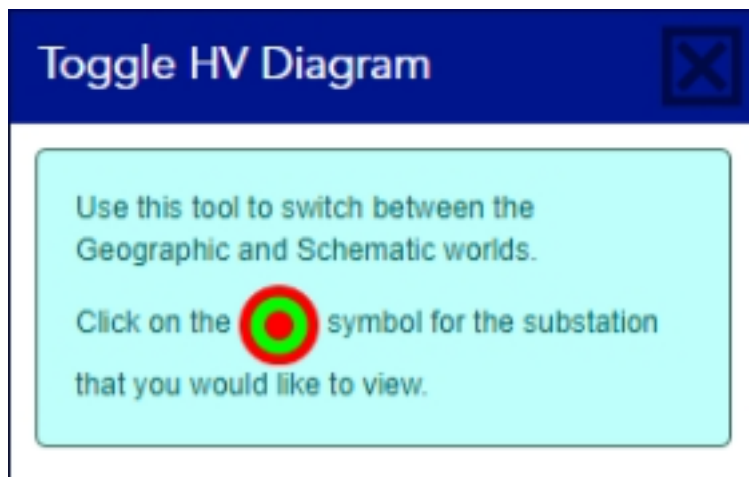 Toggle HV Diagram
Use this tool to switch between the
Geographic and Schematic worlds.
Click on the symbol for the substation
that you would like to view.